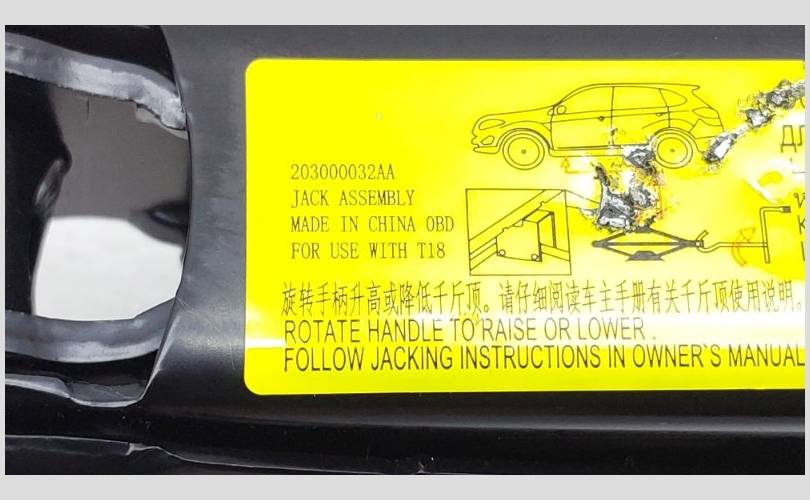 203000032AA
JACK ASSEMBLY
MADE IN CHINA OBD
FOR USE WITH T18
旋转手柄升高或降低千斤顶。请仔细阅读车主手册有关千斤顶使用说明。
ROTATE HANDLE TO RAISE OR LOWER .
FOLLOW JACKING INSTRUCTIONS IN OWNER`S MANUAL